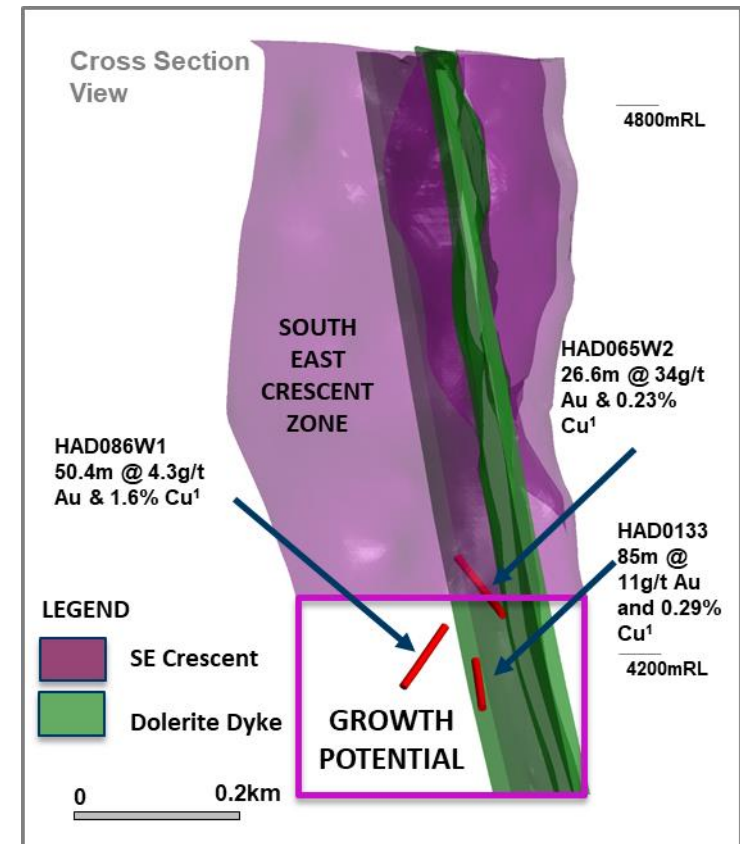 Cross Section
View
4800mRL
SOUTH
EAST
CRESCENT
ZONE
HAD065W2
26.6m @ 34g/t
Au & 0.23%
Cu1
HAD086W1
50.4m @ 4.3g/t
Au & 1.6% Cu1
HAD0133
85m @
11g/t Au
and 0.29%
Cu1
4200mRL
LEGEND
SE Crescent
Dolerite Dyke
GROWTH
POTENTIAL
0 0.2km